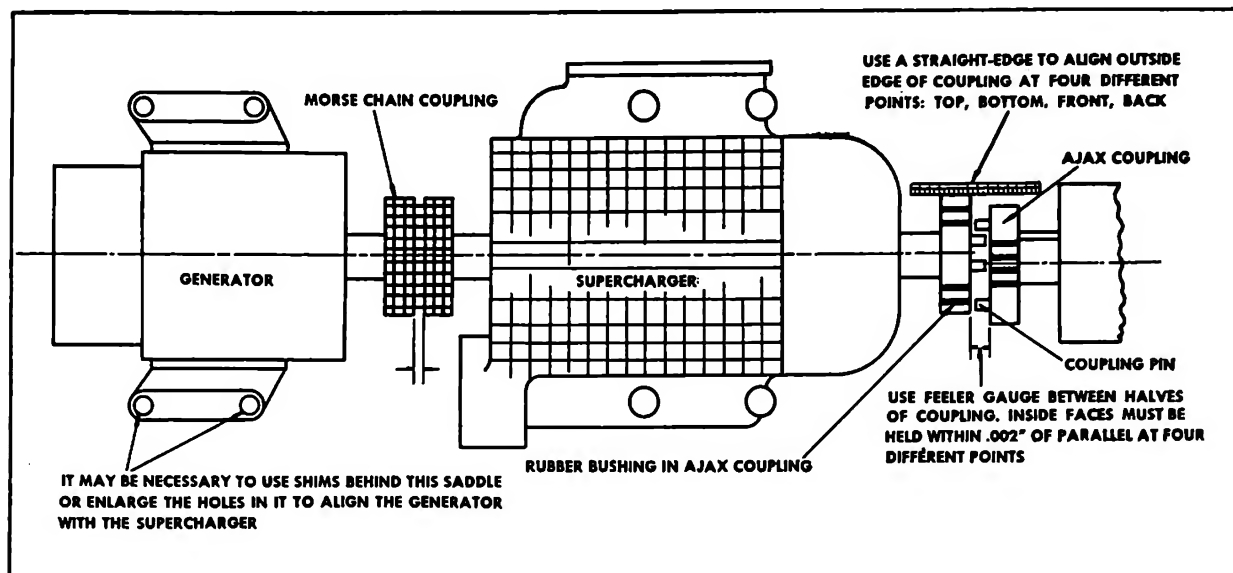 USE A STRAIGHT-EDGE TO ALIGN OUTSIDE
EDGE OF COUPLING AT FOUR DIFFERENT
POINTS: TOP, BOTTOM, FRONT, BACK
MORSE CHAIN COUPLING
AJAX COUPLING
GENERATOR
SUPERCHARGER
COUPLING PIN
USE FEELER GAUGE BETWEEN HALVES
OF COUPLING. INSIDE FACES MUST BE
HELD WITHIN .002" OF PARALLEL AT FOUR
DIFFERENT POINTS
RUBBER BUSHING IN AJAX COUPLING
IT MAY BE NECESSARY TO USE SHIMS BEHIND THIS SADDLE
OR ENLARGE THE HOLES IN IT TO ALIGN THE GENERATOR
WITH THE SUPERCHARGER